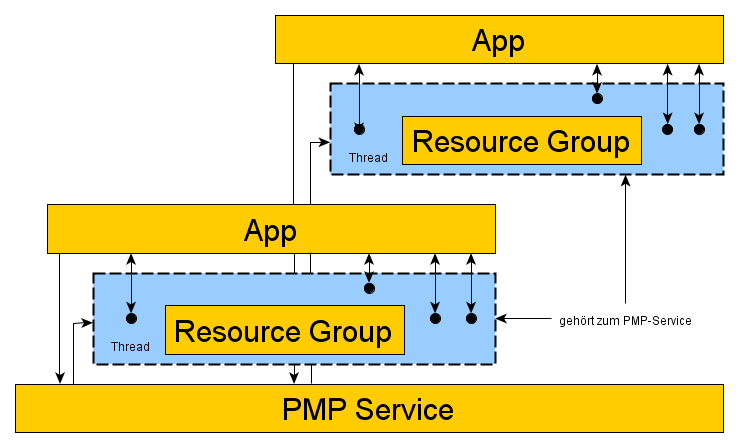 App
Resource Group
Thread
App
Resource Group
gehört zum PMP-Service
Thread
PMP Service